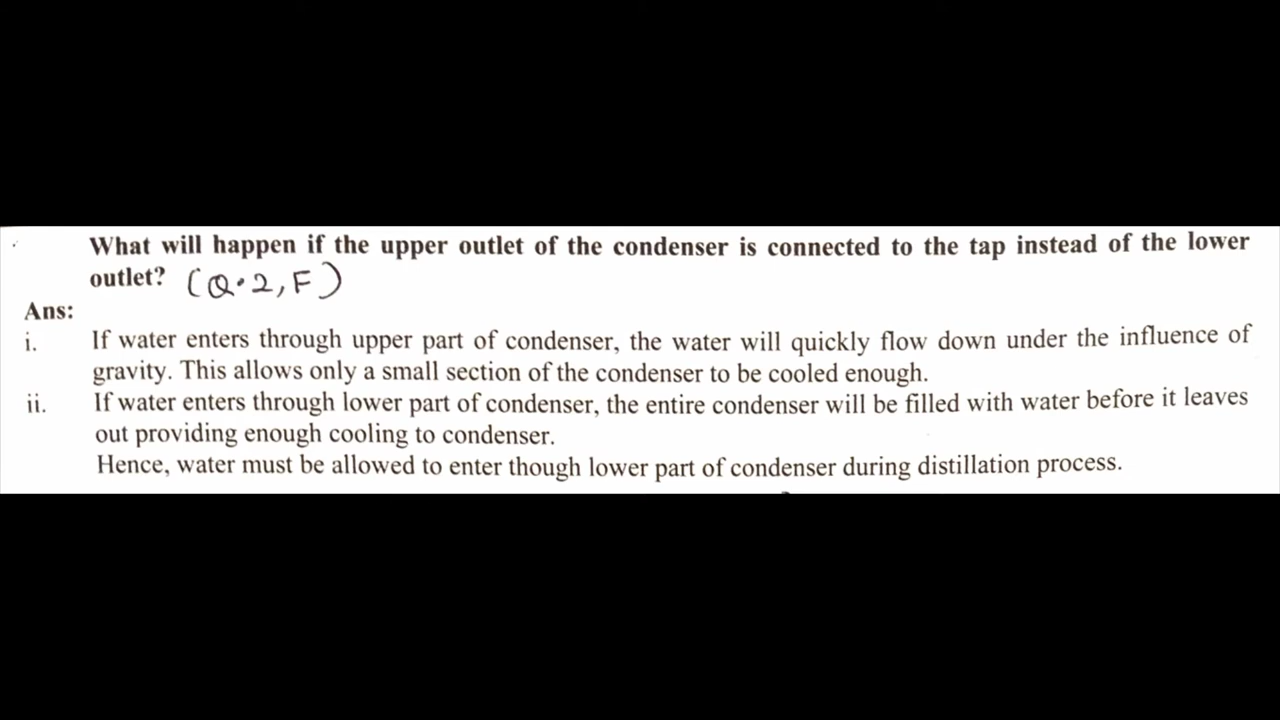 What will happen if the upper outlet of the condenser is connected to the tap instead of the lower
outlet? (Q.2, F)
Ans:
i. If water enters through upper part of condenser, the water will quickly flow down under the influence of
gravity. This allows only a small section of the condenser to be cooled enough.
ii. If water enters through lower part of condenser, the entire condenser will be filled with water before it leaves
out providing enough cooling to condenser.
Hence, water must be allowed to enter though lower part of condenser during distillation process.